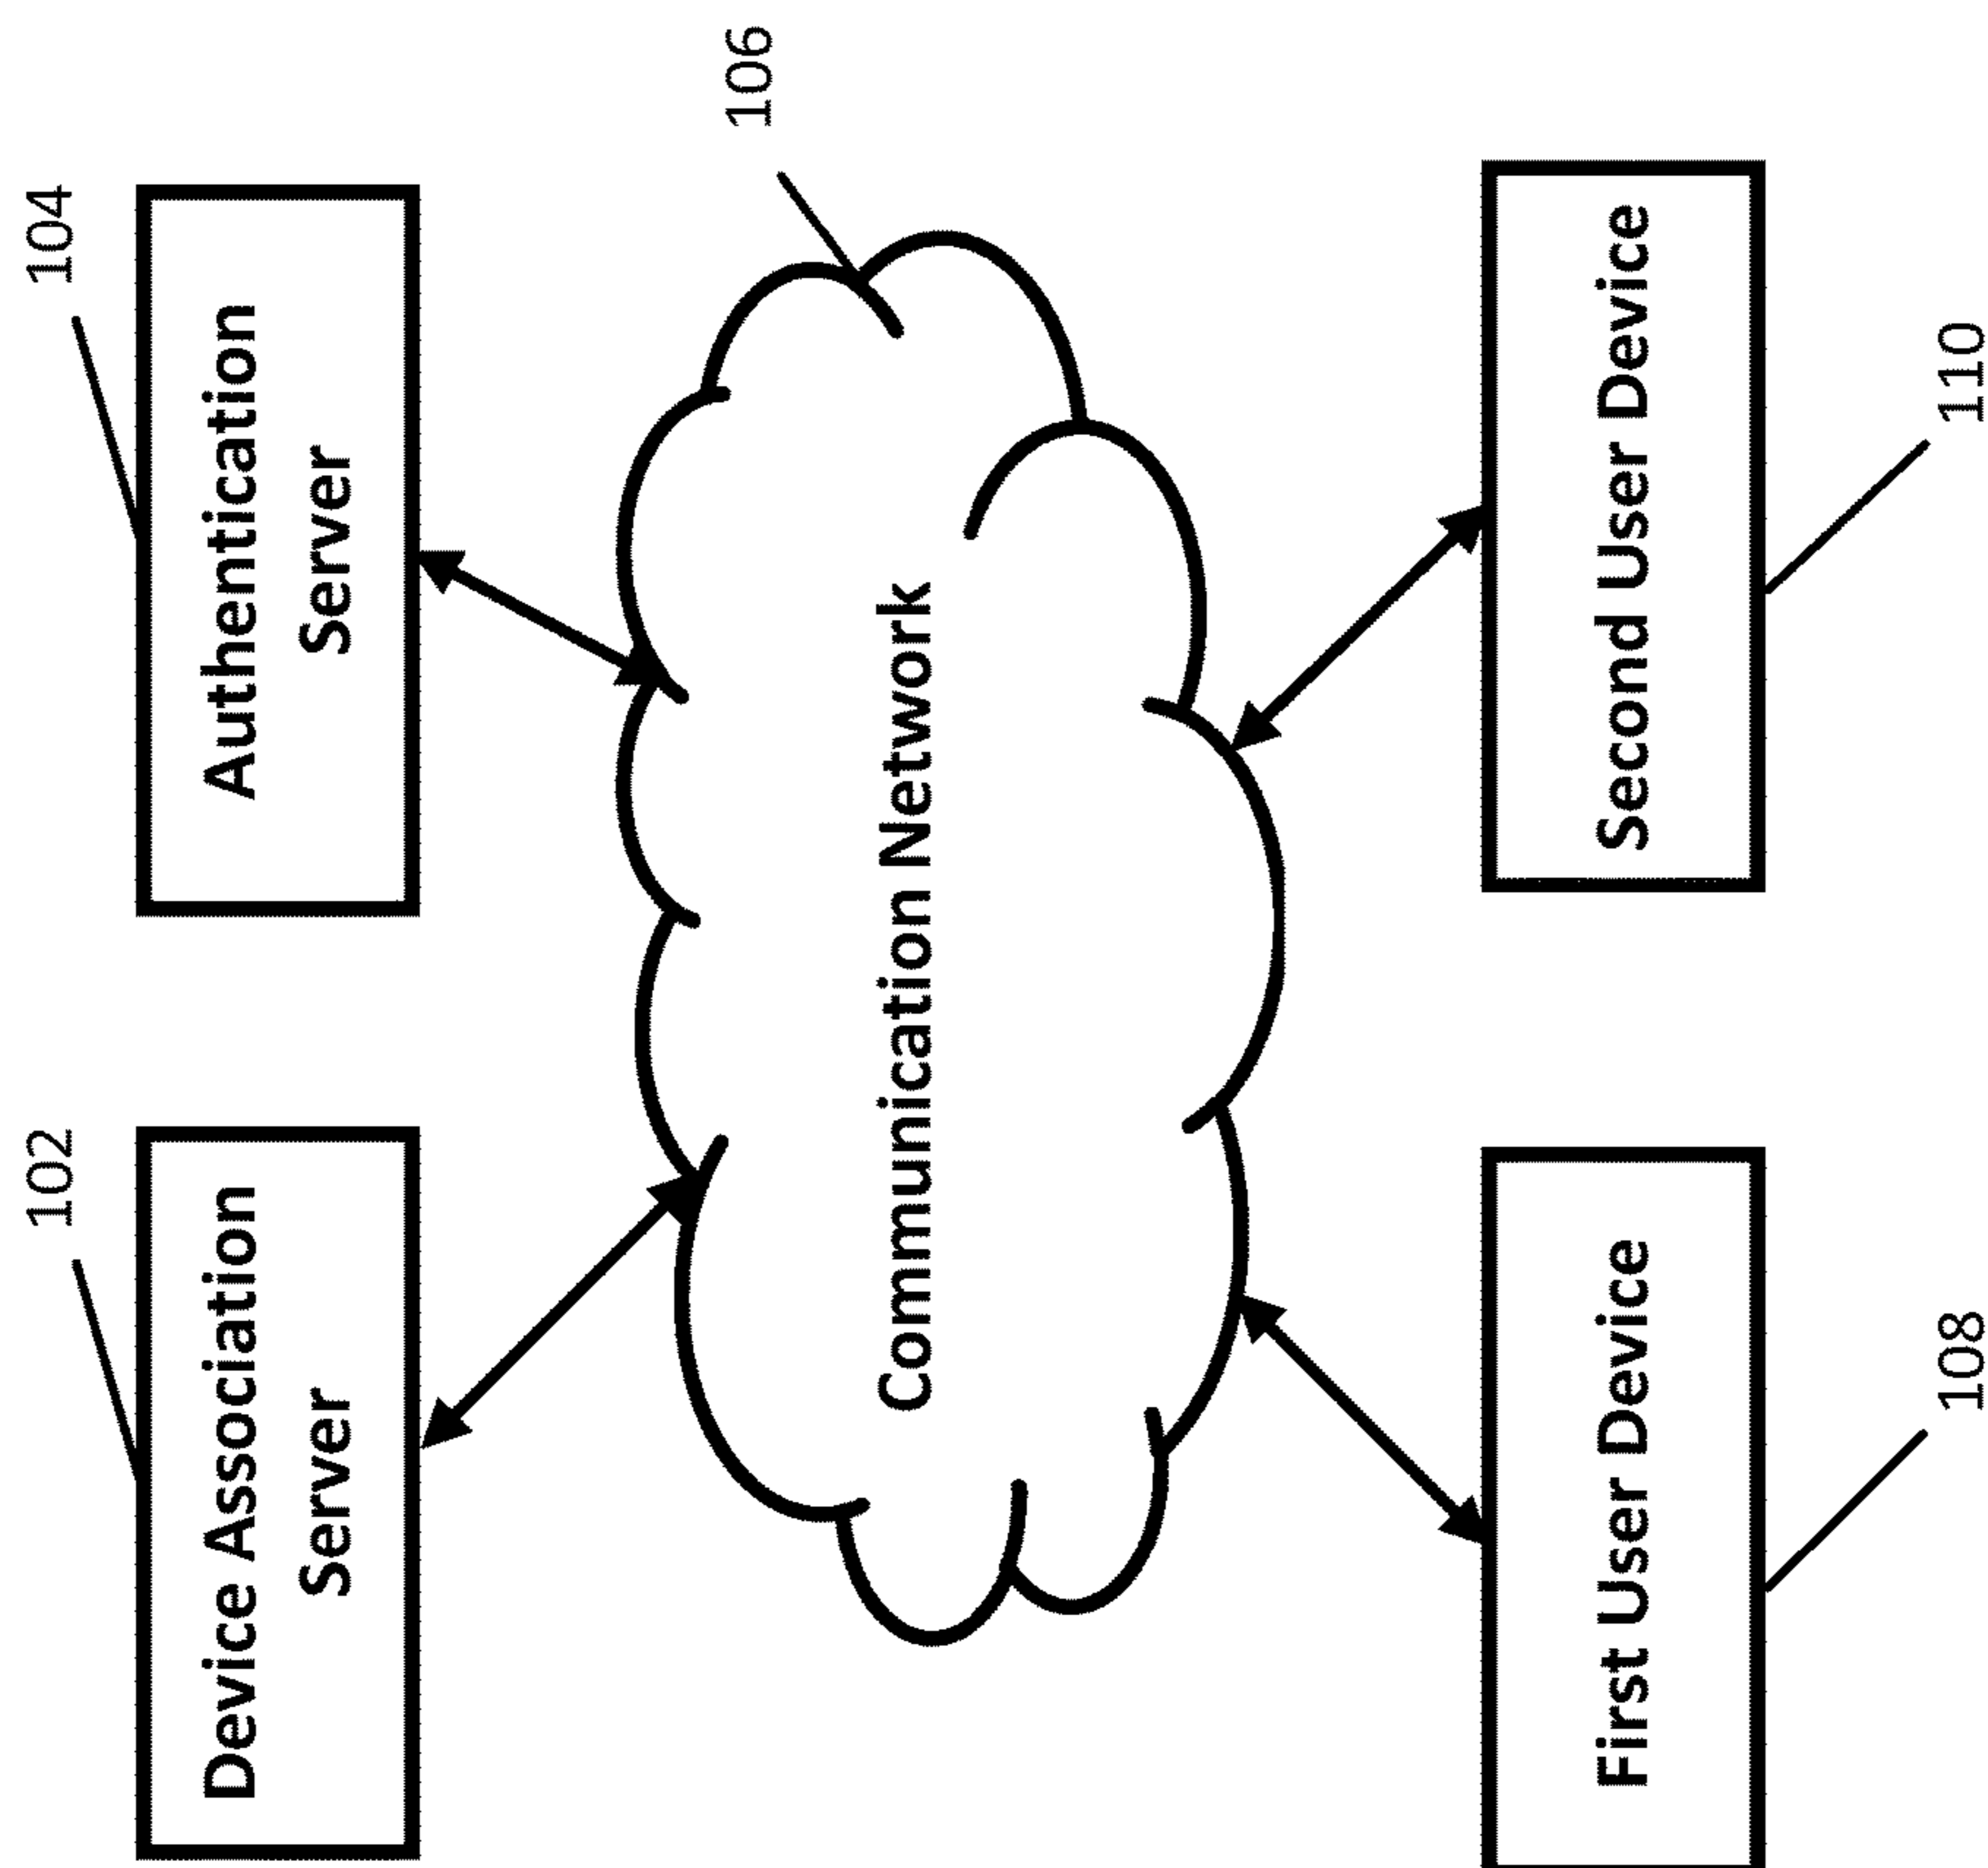 102
104
Device Association
Server
Authentication
Server
106
Communication Network
First User Device
Second User Device
108
110